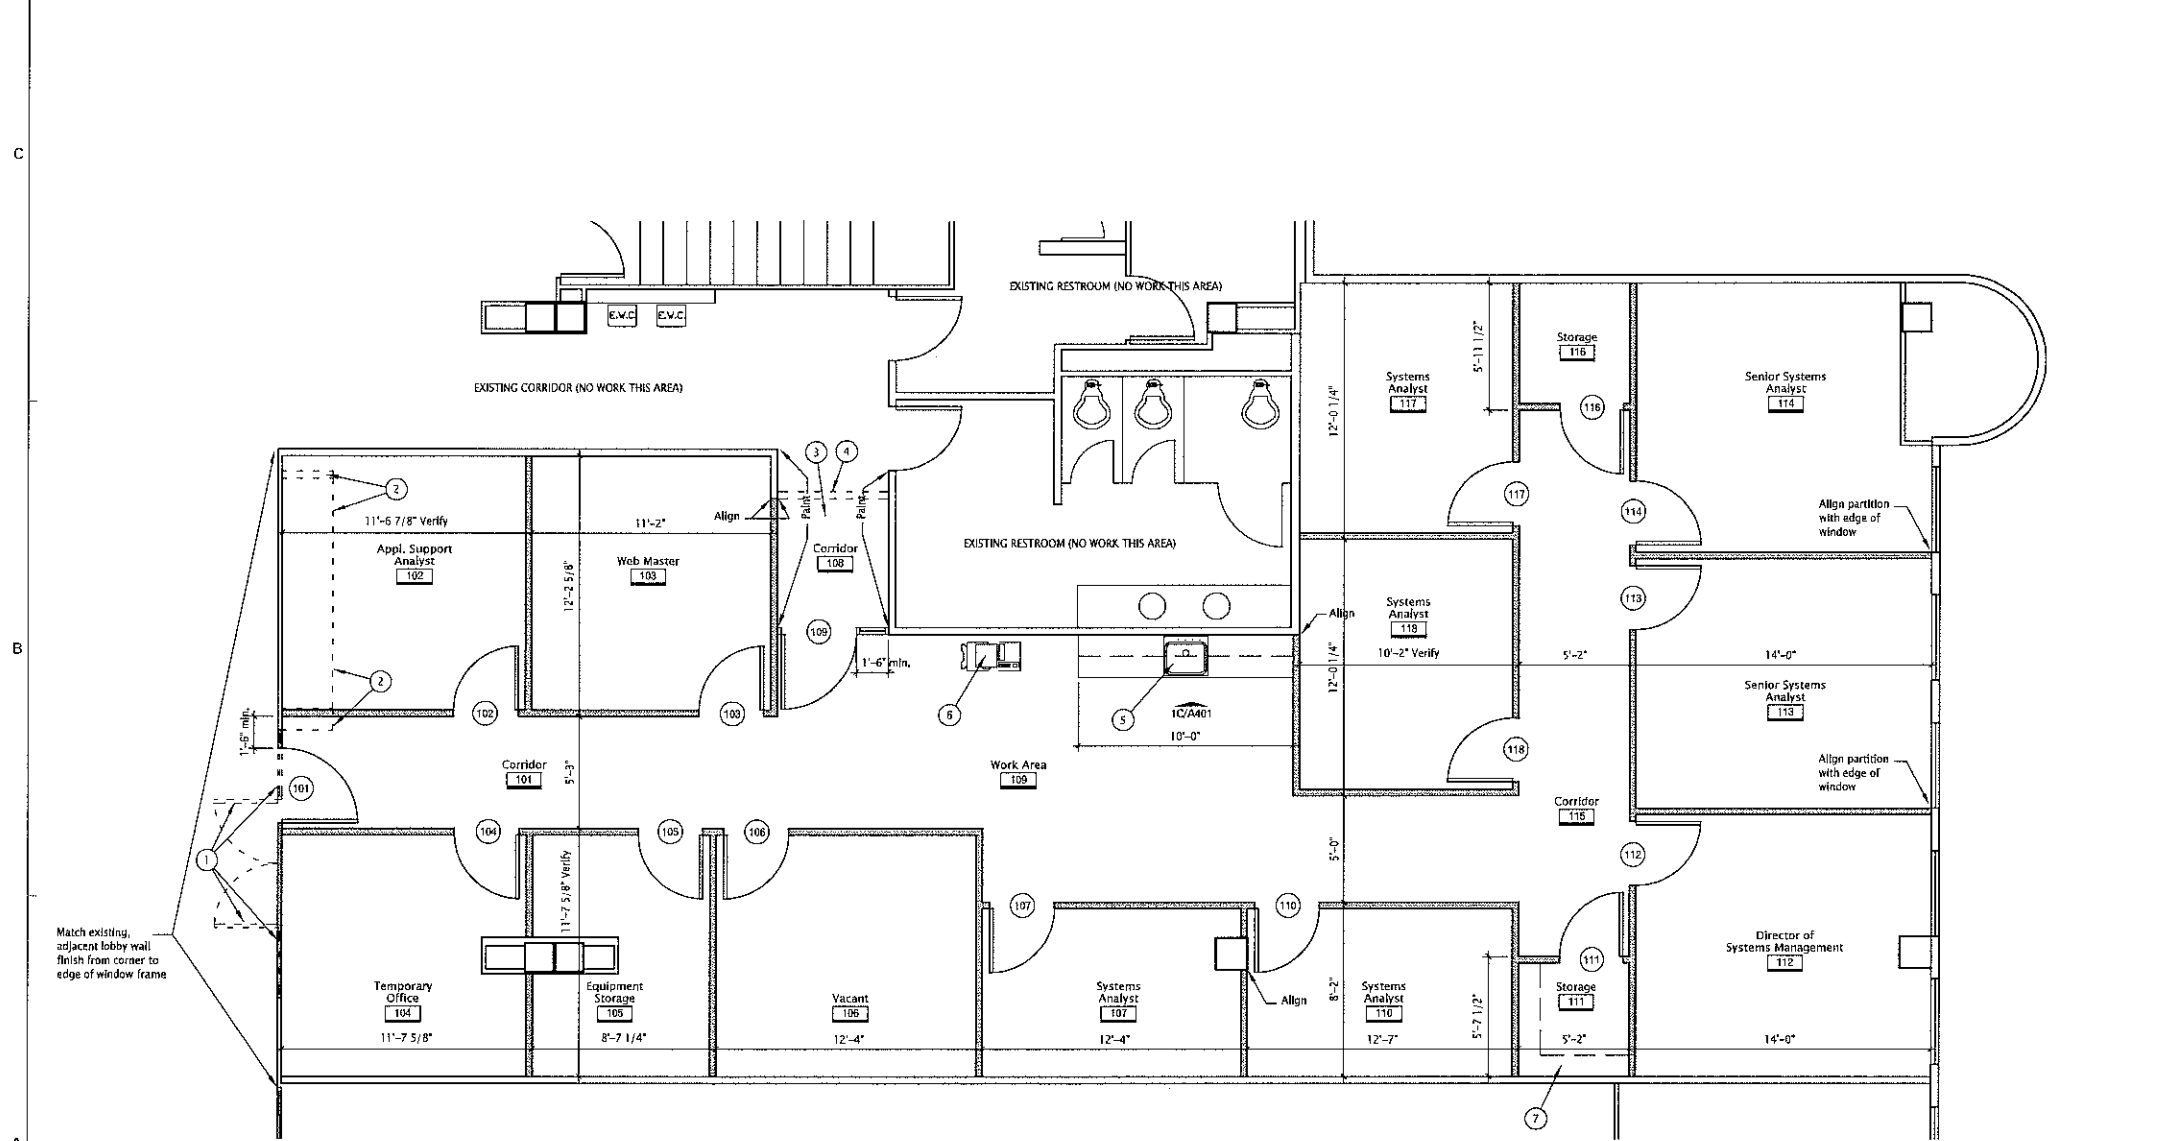 C
EXISTING RESTROOM (NO WORK THIS AREA)
E.W.C.
E.W.C.
EXISTING CORRIDOR (NO WORK THIS AREA)
Systems
Analyst
117
12'-0 1/4"
5'-11 1/2"
Storage
116
116
Senior Systems
Analyst
114
3
4
2
11'-6 7/8" Verify
11'-2"
Align
Paint
Paint
117
114
Align partition
with edge of
window
Appl. Support
Analyst
102
Web Master
103
12'-2 5/8"
Corridor
108
EXISTING RESTROOM (NO WORK THIS AREA)
113
109
1'-6" min.
Align
Systems
Analyst
118
10'-2" Verify
12'-0 1/4"
5'-2"
14'-0"
B
2
Senior Systems
Analyst
113
102
103
6
5
1C/A401
10'-0"
1'-6" min.
118
Corridor
101
5'-3"
Work Area
109
Align partition
with edge of
window
101
Corridor
115
104
105
106
1
5'-0"
112
11'-7 5/8" Verify
107
110
Match existing,
adjacent lobby wall
finish from corner to
edge of window frame
Director of
Systems Management
112
111
Temporary
Office
104
11'-7 5/8"
Equipment
Storage
105
8'-7 1/4"
Vacant
106
12'-4"
Systems
Analyst
107
12'-4"
Align
8'-2"
Systems
Analyst
110
12'-7"
5'-7 1/2"
Storage
111
5'-2"
14'-0"
7